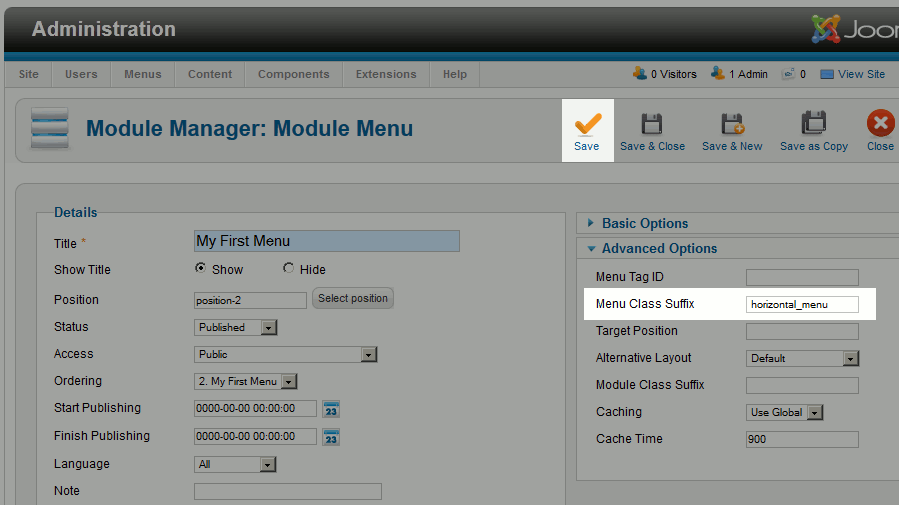 Administration
Joo
Site Users Menus Content Components Extensions Help 0 Visitors 1 Admin 0 View Site
Module Manager: Module Menu
Save Save & Close Save & New Save as Copy Close
Details
Title *
My First Menu
Show Title
Show Hide
Position
position-2 Select position
Status
Published
Access
Public
Ordering
2. My First Menu
Start Publishing
0000-00-00 00:00:00 23
Finish Publishing
0000-00-00 00:00:00 23
Language
All
Note
Basic Options
Advanced Options
Menu Tag ID
Menu Class Suffix
horizontal_menu
Target Position
Alternative Layout
Default
Module Class Suffix
Caching
Use Global
Cache Time
900